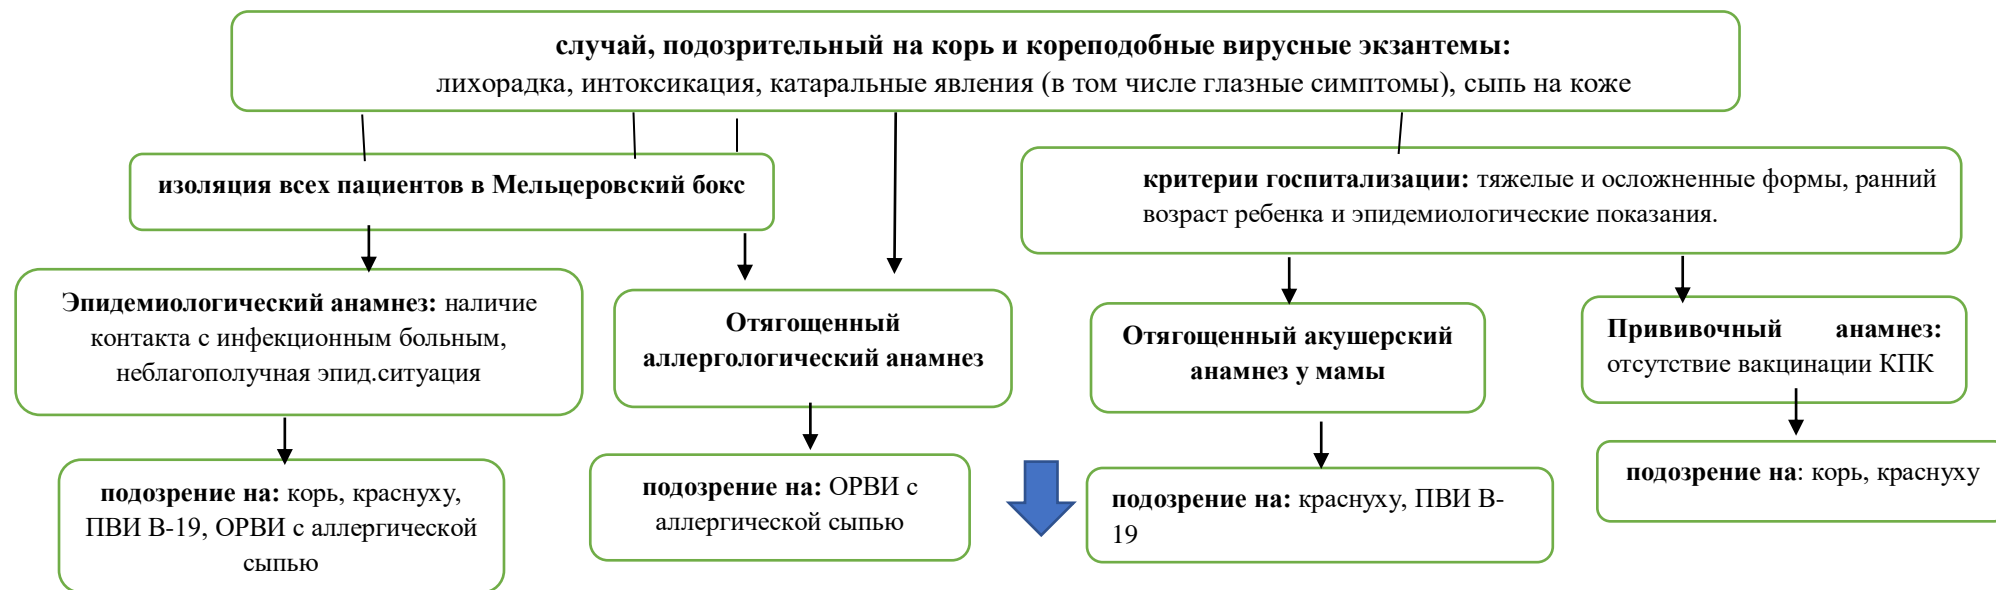 случай, подозрительный на корь и кореподобные вирусные экзантемы:
лихорадка, интоксикация, катаральные явления (в том числе глазные симптомы), сыпь на коже
изоляция всех пациентов в Мельцеровский бокс
критерии госпитализации: тяжелые и осложненные формы, ранний
возраст ребенка и эпидемиологические показания.
Эпидемиологический анамнез: наличие
контакта с инфекционным больным,
неблагополучная эпид.ситуация
Отягощенный
аллергологический анамнез
Отягощенный акушерский
анамнез у мамы
Прививочный анамнез:
отсутствие вакцинации КПК
подозрение на: корь, краснуху,
ПВИ В-19, ОРВИ с аллергической
сыпью
подозрение на: ОРВИ с
аллергической сыпью
подозрение на: краснуху, ПВИ В-
19
подозрение на: корь, краснуху